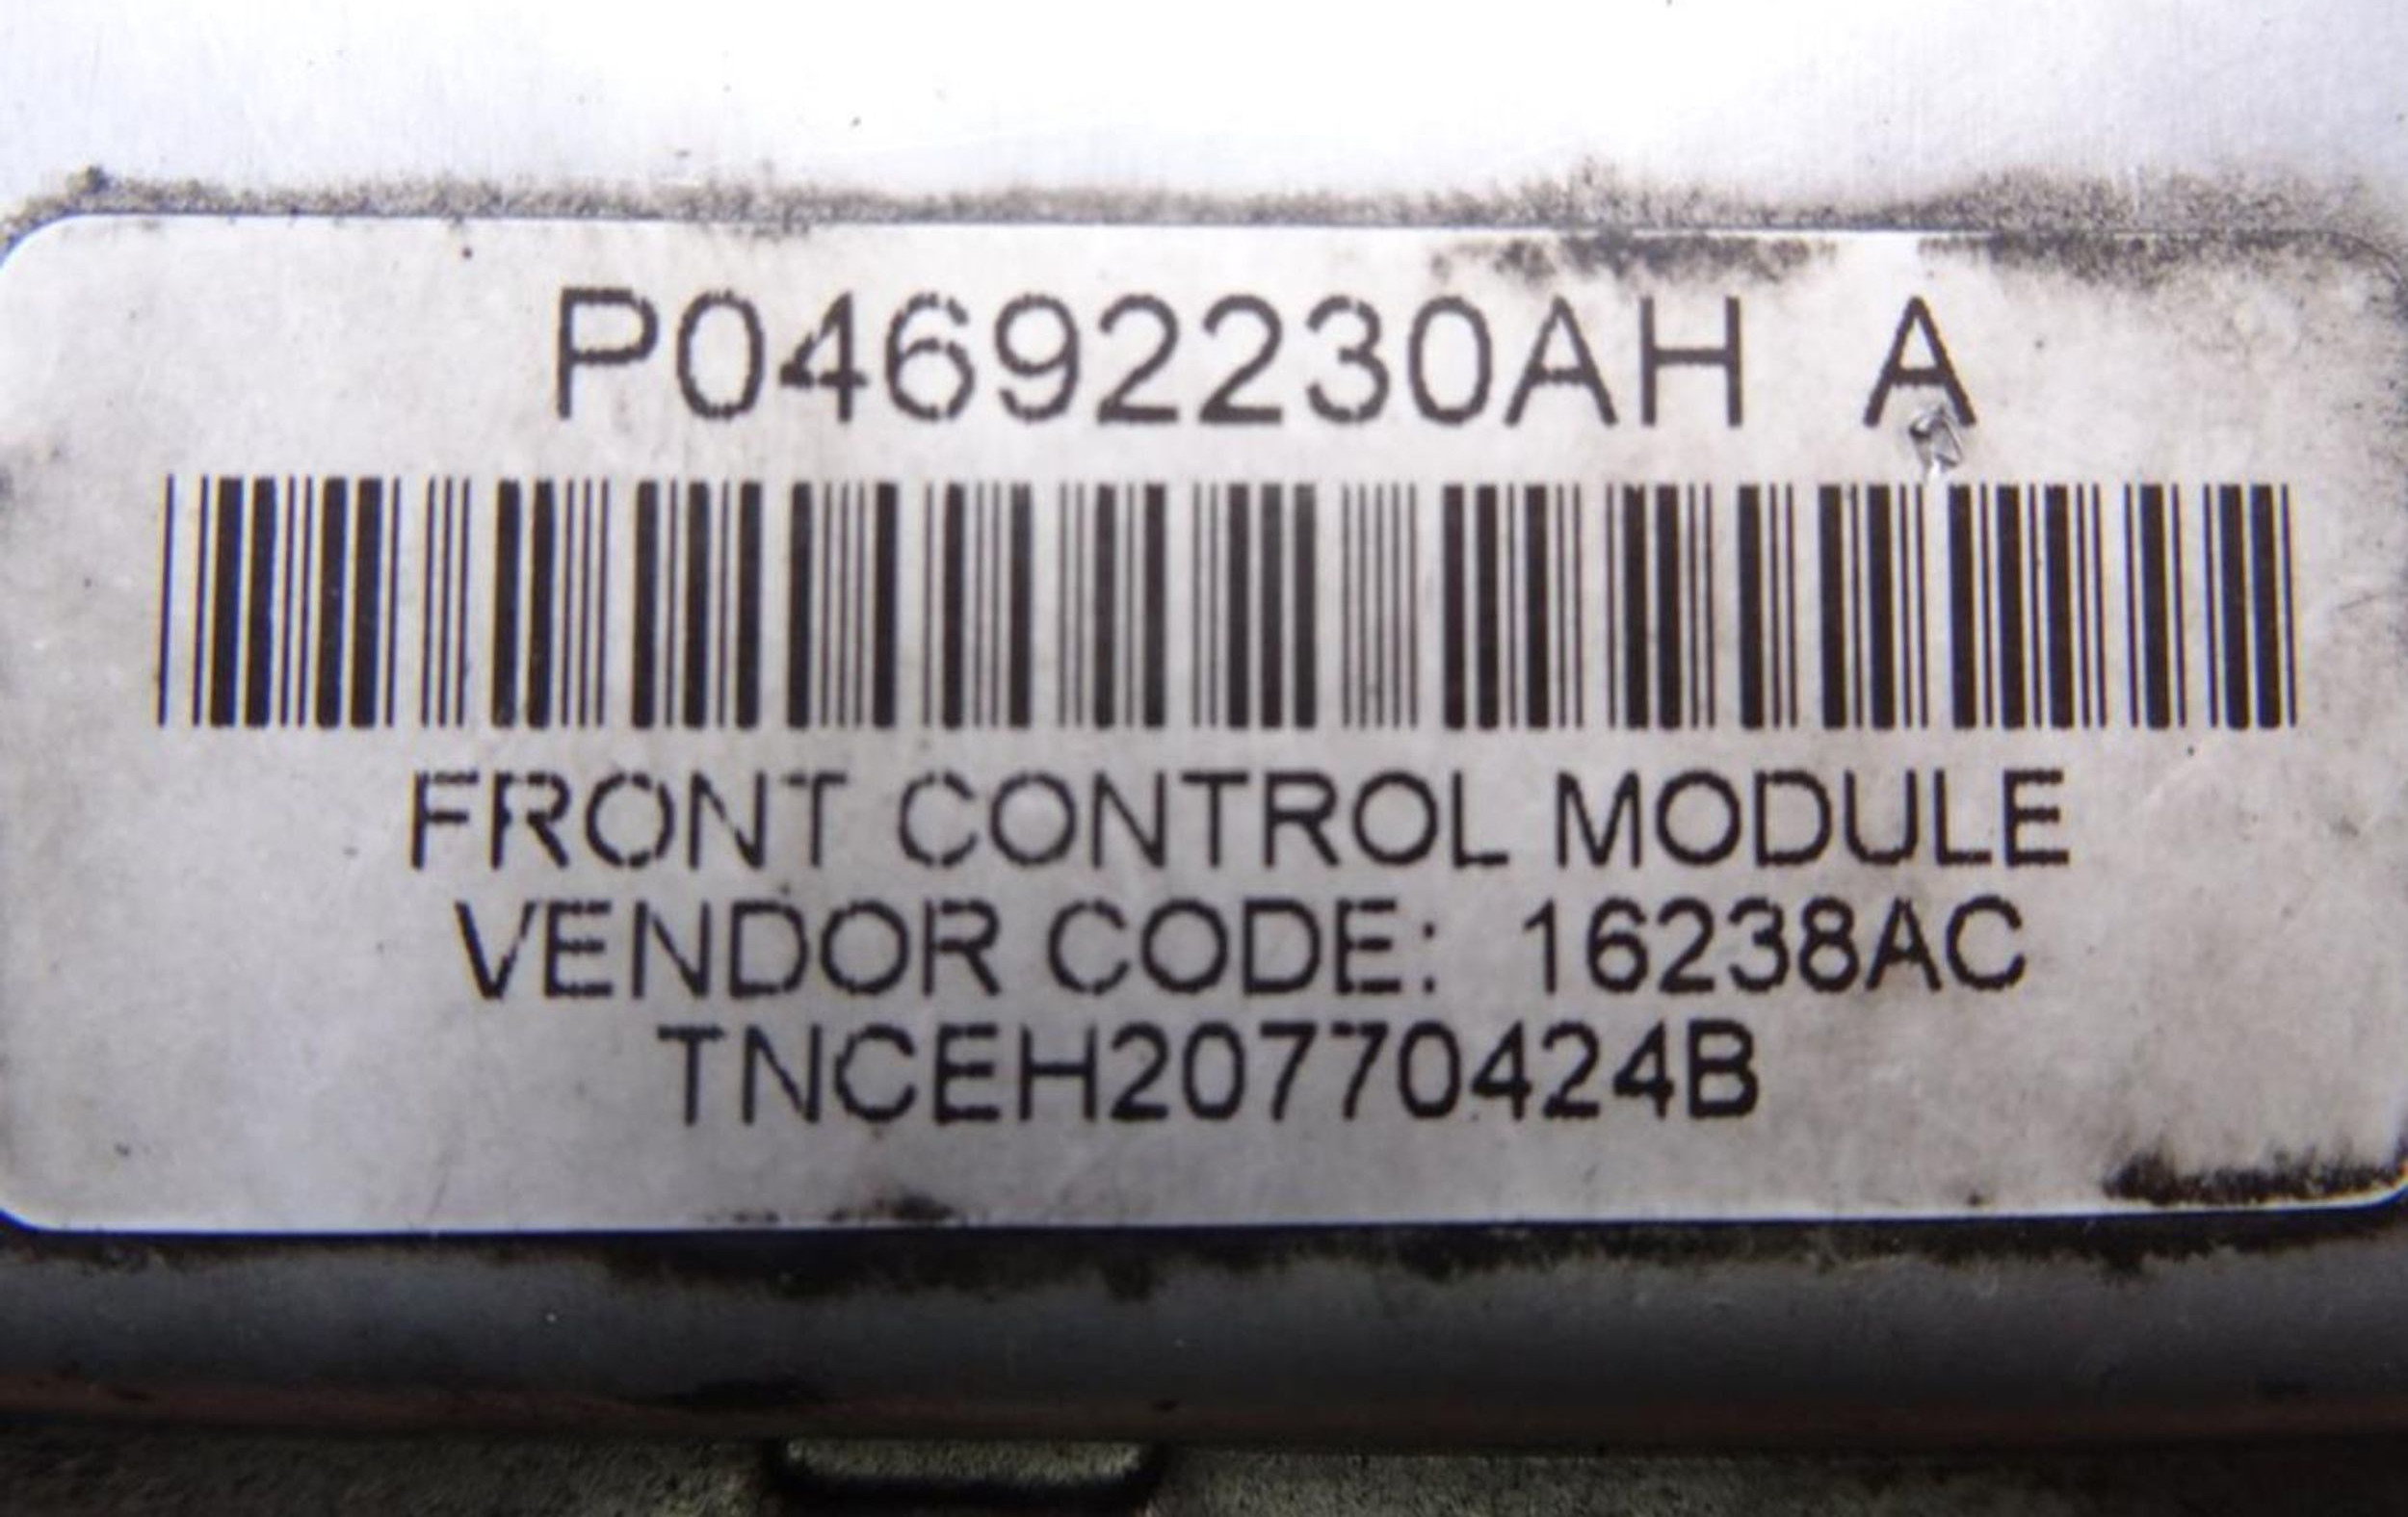 P04692230AH A
FRONT CONTROL MODULE
VENDOR CODE: 16238AC
TNCEH20770424B